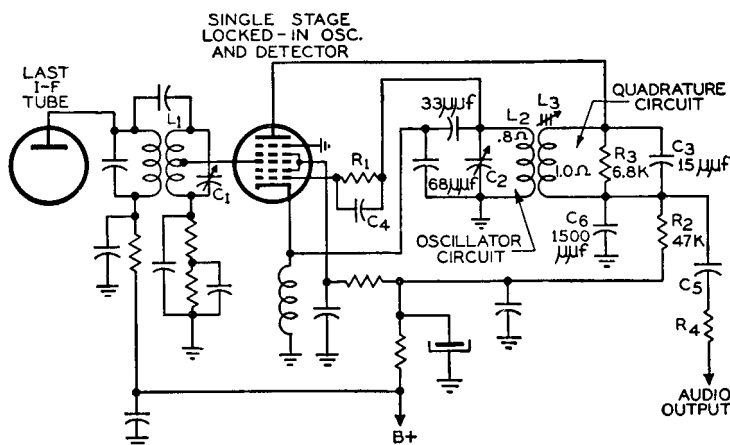 SINGLE STAGE
LOCKED-IN OSC.
AND DETECTOR
LAST
I-F
TUBE
L1
C1
R1
C4
33μμf
68μμf
C2
L2
.8Ω
L3
QUADRATURE
CIRCUIT
1.0Ω
R3
6.8K
C3
15μμf
OSCILLATOR
CIRCUIT
C6
1500
μμf
R2
47K
C5
R4
AUDIO
OUTPUT
B+